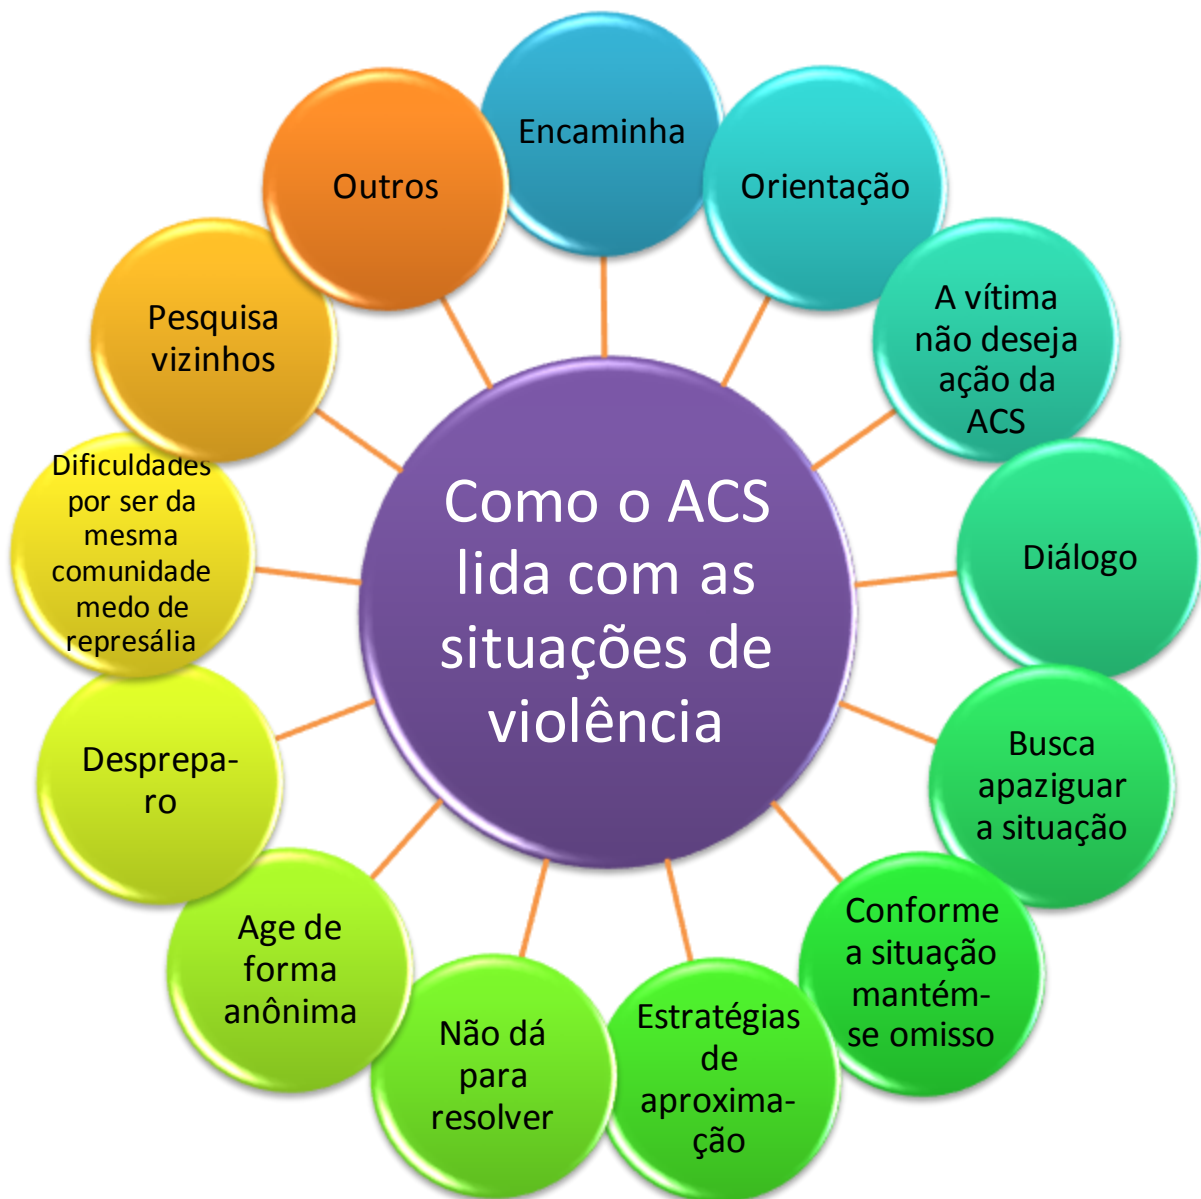 Como o ACS
lida com as
situações de
violência
Encaminha
Orientação
A vítima
não deseja
ação da
ACS
Diálogo
Busca
apaziguar
a situação
Conforme
a situação
mantém-
se omisso
Estratégias
de
aproxima-
ção
Não dá
para
resolver
Age de
forma
anônima
Desprepa-
ro
Dificuldades
por ser da
mesma
comunidade
medo de
represália
Pesquisa
vizinhos
Outros